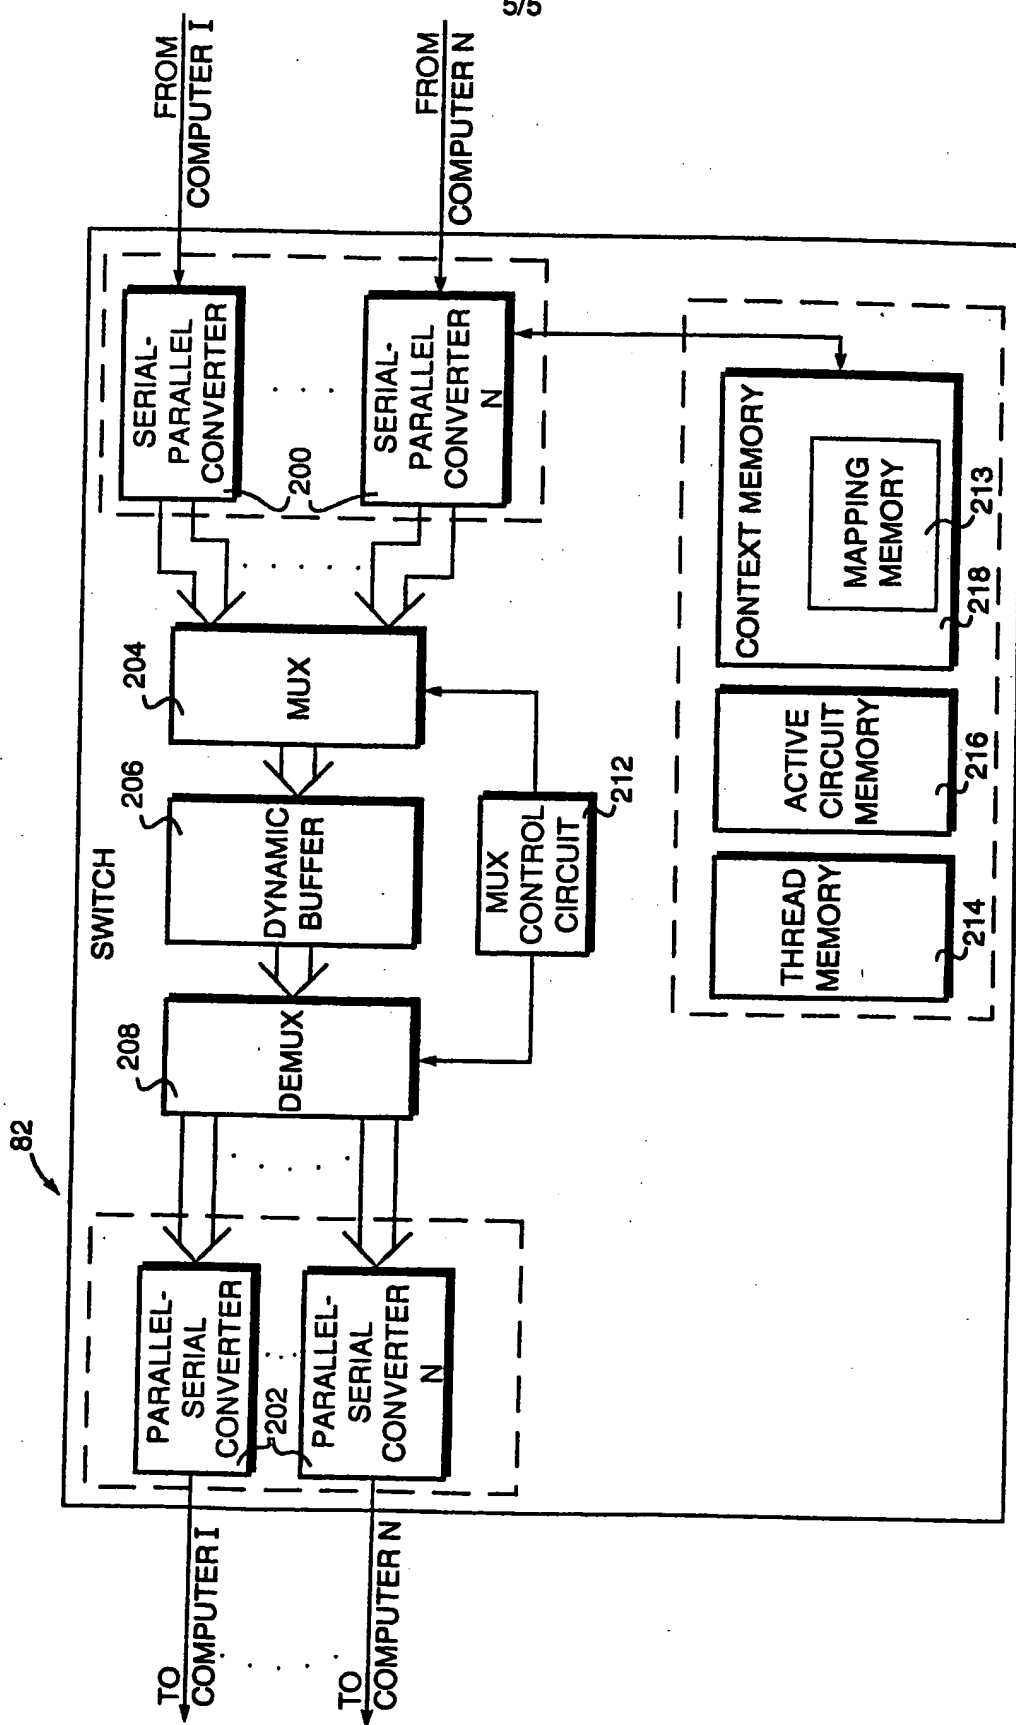 5/5
82
SWITCH
FROM
COMPUTER I
FROM
COMPUTER N
SERIAL-
PARALLEL
CONVERTER
SERIAL-
PARALLEL
CONVERTER
N
200
204
MUX
206
DYNAMIC
BUFFER
208
DEMUX
MUX
CONTROL
CIRCUIT
212
PARALLEL-
SERIAL
CONVERTER
202
PARALLEL-
SERIAL
CONVERTER
N
TO
COMPUTER I
TO
COMPUTER N
THREAD
MEMORY
214
ACTIVE
CIRCUIT
MEMORY
216
CONTEXT MEMORY
218
MAPPING
MEMORY
213